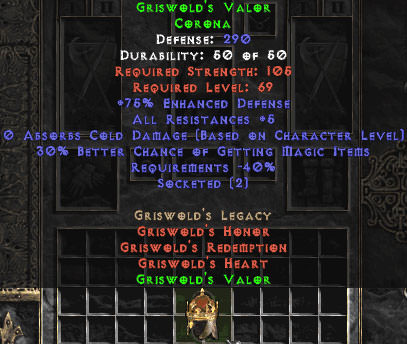 Griswold's Valor
Corona
Defense: 290
Durability: 50 of 50
Required Strength: 105
Required Level: 69
+75% Enhanced Defense
All Resistances +5
0 Absorbs Cold Damage (Based on Character Level)
30% Better Chance of Getting Magic Items
Requirements -40%
Socketed (2)
Griswold's Legacy
Griswold's Honor
Griswold's Redemption
Griswold's Heart
Griswold's Valor